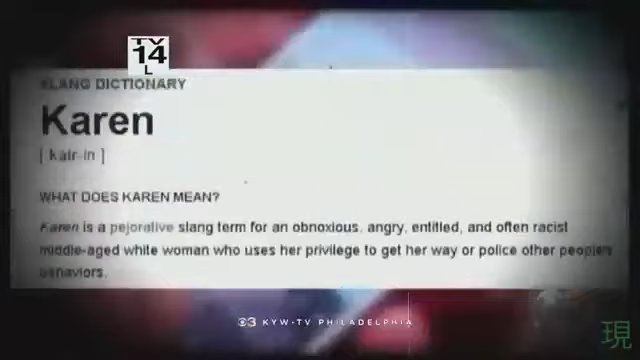 TV
14
L
SLANG DICTIONARY
Karen
[ kair-in ]
WHAT DOES KAREN MEAN?
Karen is a pejorative slang term for an obnoxious, angry, entitled, and often racist
middle-aged white woman who uses her privilege to get her way or police other people's
behaviors.
3 KYW-TV PHILADELPHIA
現